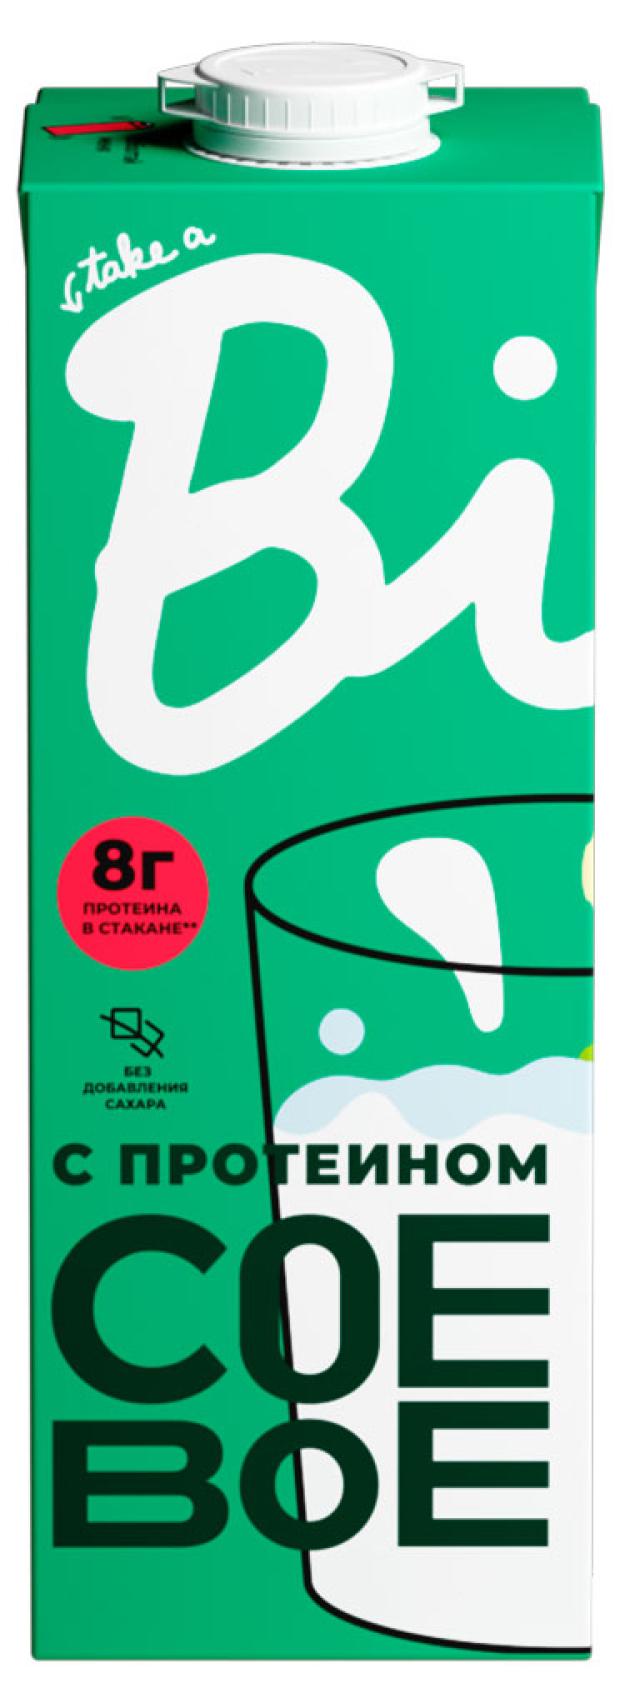 take a
Bi
8г
ПРОТЕИНА
В СТАКАНЕ**
БЕЗ
ДОБАВЛЕНИЯ
САХАРА
С ПРОТЕИНОМ
СОЕ
ВОЕ